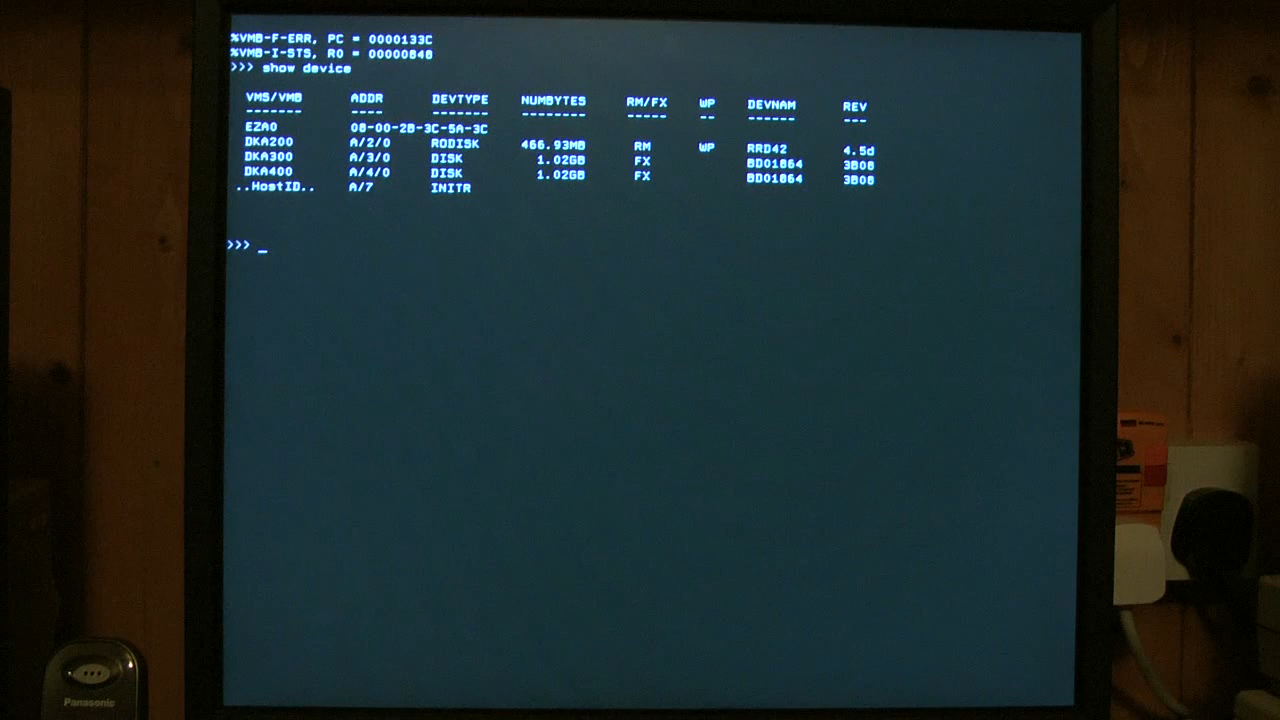 %VMB-F-ERR, PC = 0000133C
%VMB-I-STS, R0 = 00000848
>>> show device
VMS/VMB ADDR DEVTYPE NUMBYTES RM/FX WP DEVNAM REV
------- ---- ------- -------- ----- -- ------ ---
EZA0 08-00-2B-3C-5A-3C
DKA200 A/2/0 RODISK 466.93MB RM WP RRD42 4.5d
DKA300 A/3/0 DISK 1.02GB FX BD01864 3B08
DKA400 A/4/0 DISK 1.02GB FX BD01864 3B08
..HostID.. A/7 INITR
>>> _
Panasonic